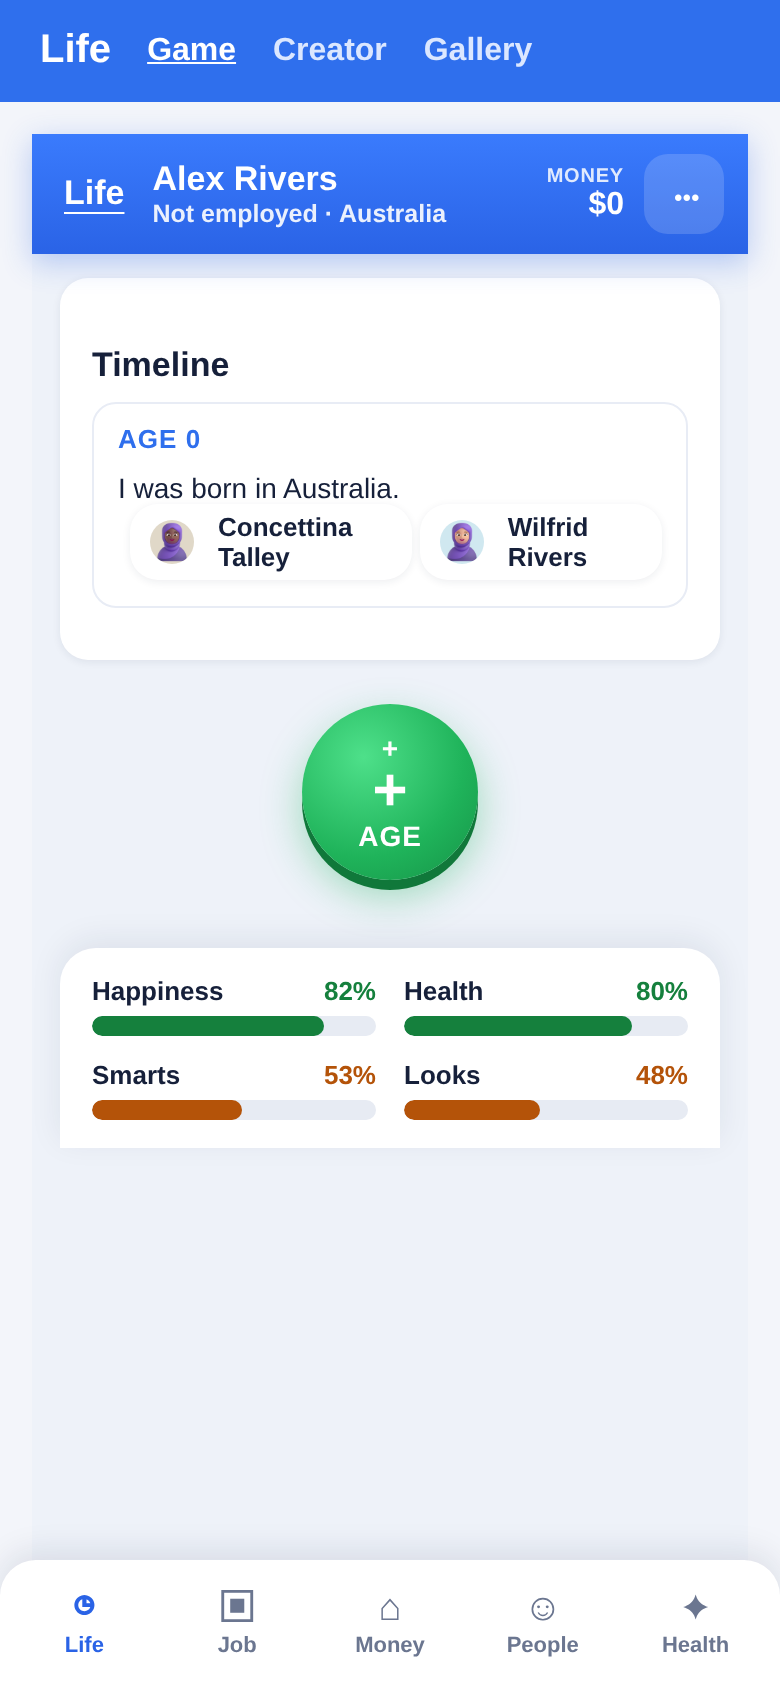 Life Game Creator Gallery
Life
Alex Rivers
Not employed · Australia
MONEY
$0
•••
Timeline
AGE 0
I was born in Australia.
Concettina
Talley
Wilfrid
Rivers
+
+
AGE
Happiness 82%
Health 80%
Smarts 53%
Looks 48%
Life
Job
Money
People
Health